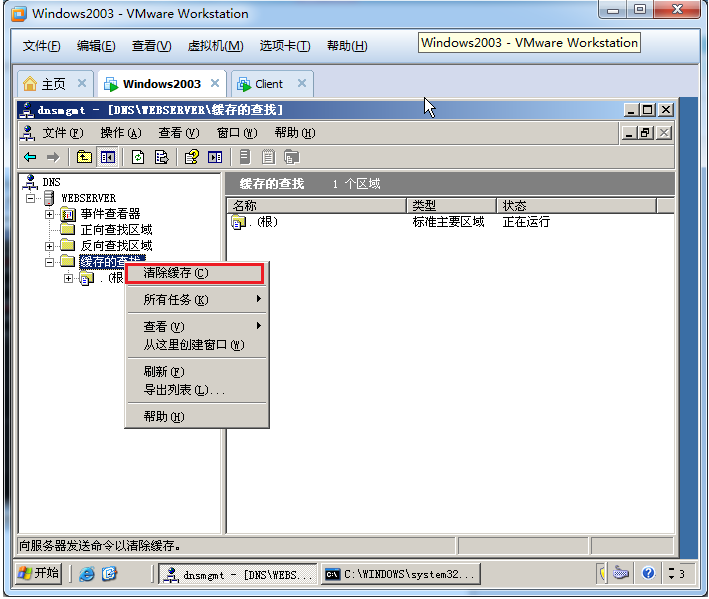 Windows2003 - VMware Workstation
文件(F) 编辑(E) 查看(V) 虚拟机(M) 选项卡(T) 帮助(H)
Windows2003 - VMware Workstation
主页 Windows2003 Client
dnsmgmt - [DNS\WEBSERVER\缓存的查找]
文件(F) 操作(A) 查看(V) 窗口(W) 帮助(H)
DNS
WEBSERVER
事件查看器
正向查找区域
反向查找区域
缓存的查找
.(根
缓存的查找 1 个区域
名称 类型 状态
.(根) 标准主要区域 正在运行
清除缓存(C)
所有任务(K)
查看(V)
从这里创建窗口(W)
刷新(F)
导出列表(L)...
帮助(H)
向服务器发送命令以清除缓存。
开始 dnsmgmt - [DNS\WEBS... C:\WINDOWS\system32... 3